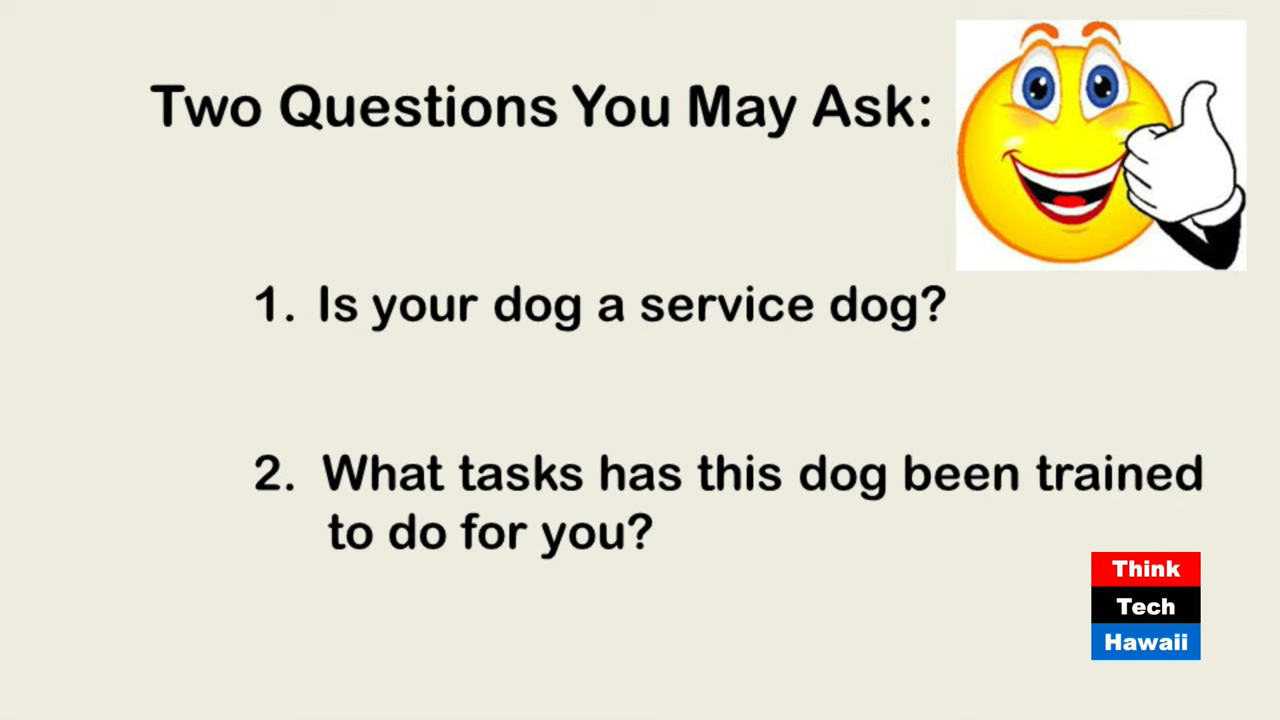 Two Questions You May Ask:
1. Is your dog a service dog?
2. What tasks has this dog been trained
to do for you?
Think
Tech
Hawaii